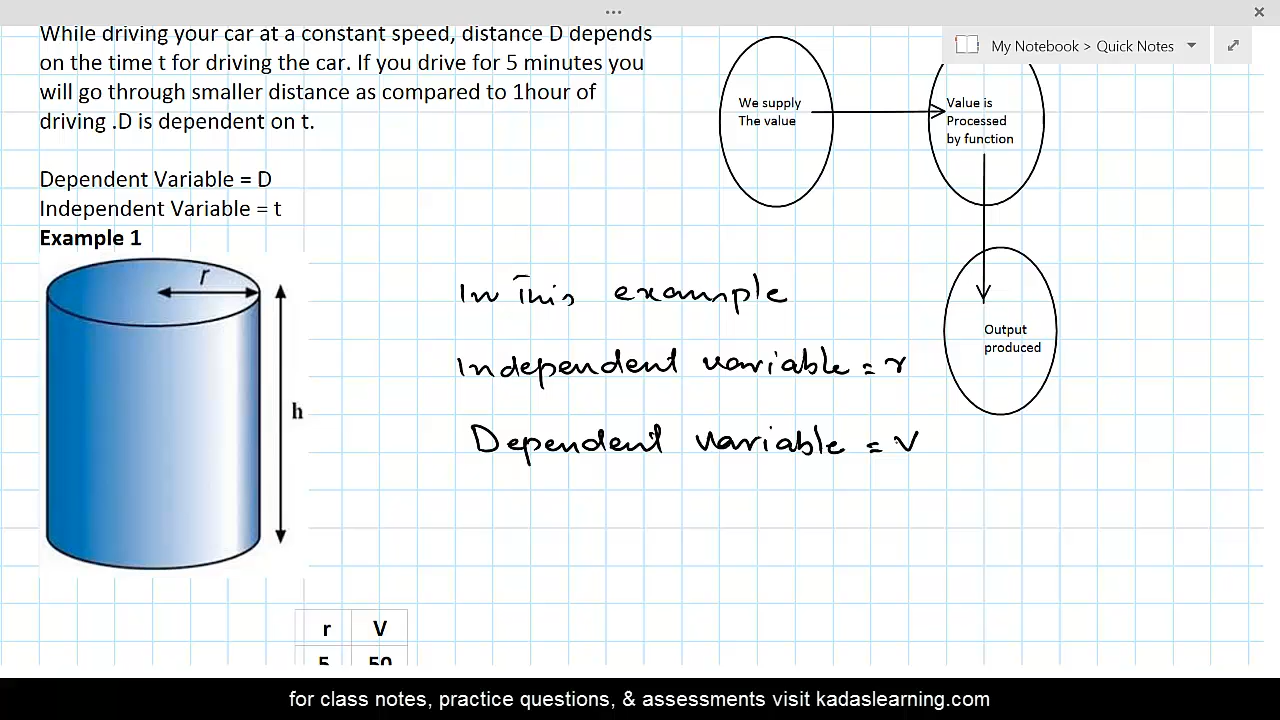 While driving your car at a constant speed, distance D depends
on the time t for driving the car. If you drive for 5 minutes you
will go through smaller distance as compared to 1hour of
driving .D is dependent on t.
Dependent Variable = D
Independent Variable = t
Example 1
r
h
My Notebook > Quick Notes
We supply
The value
Value is
Processed
by function
Output
produced
In This example
Independent variable = r
Dependent variable = V
r V
5 50
for class notes, practice questions, & assessments visit kadaslearning.com